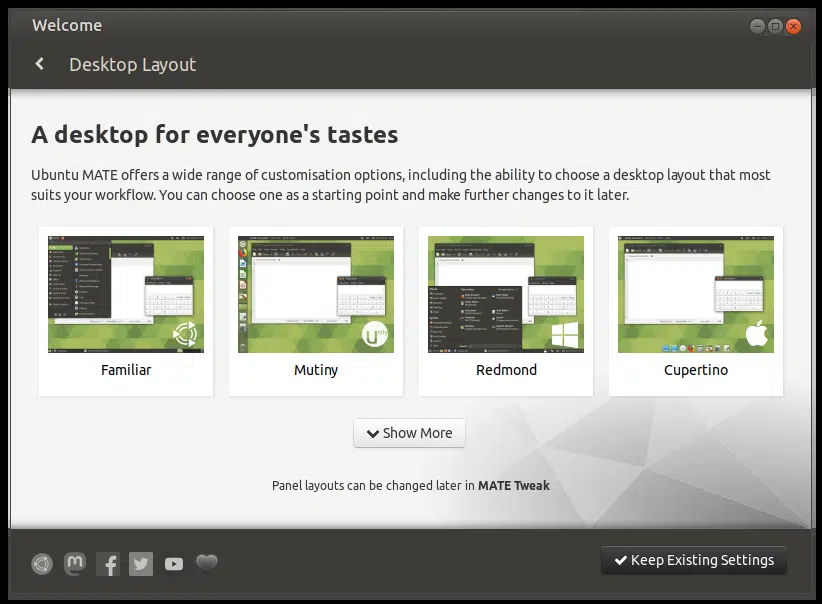 Welcome
Desktop Layout
A desktop for everyone's tastes
Ubuntu MATE offers a wide range of customisation options, including the ability to choose a desktop layout that most
suits your workflow. You can choose one as a starting point and make further changes to it later.
unity
Familiar
Mutiny
Redmond
Cupertino
Show More
Panel layouts can be changed later in MATE Tweak
Keep Existing Settings